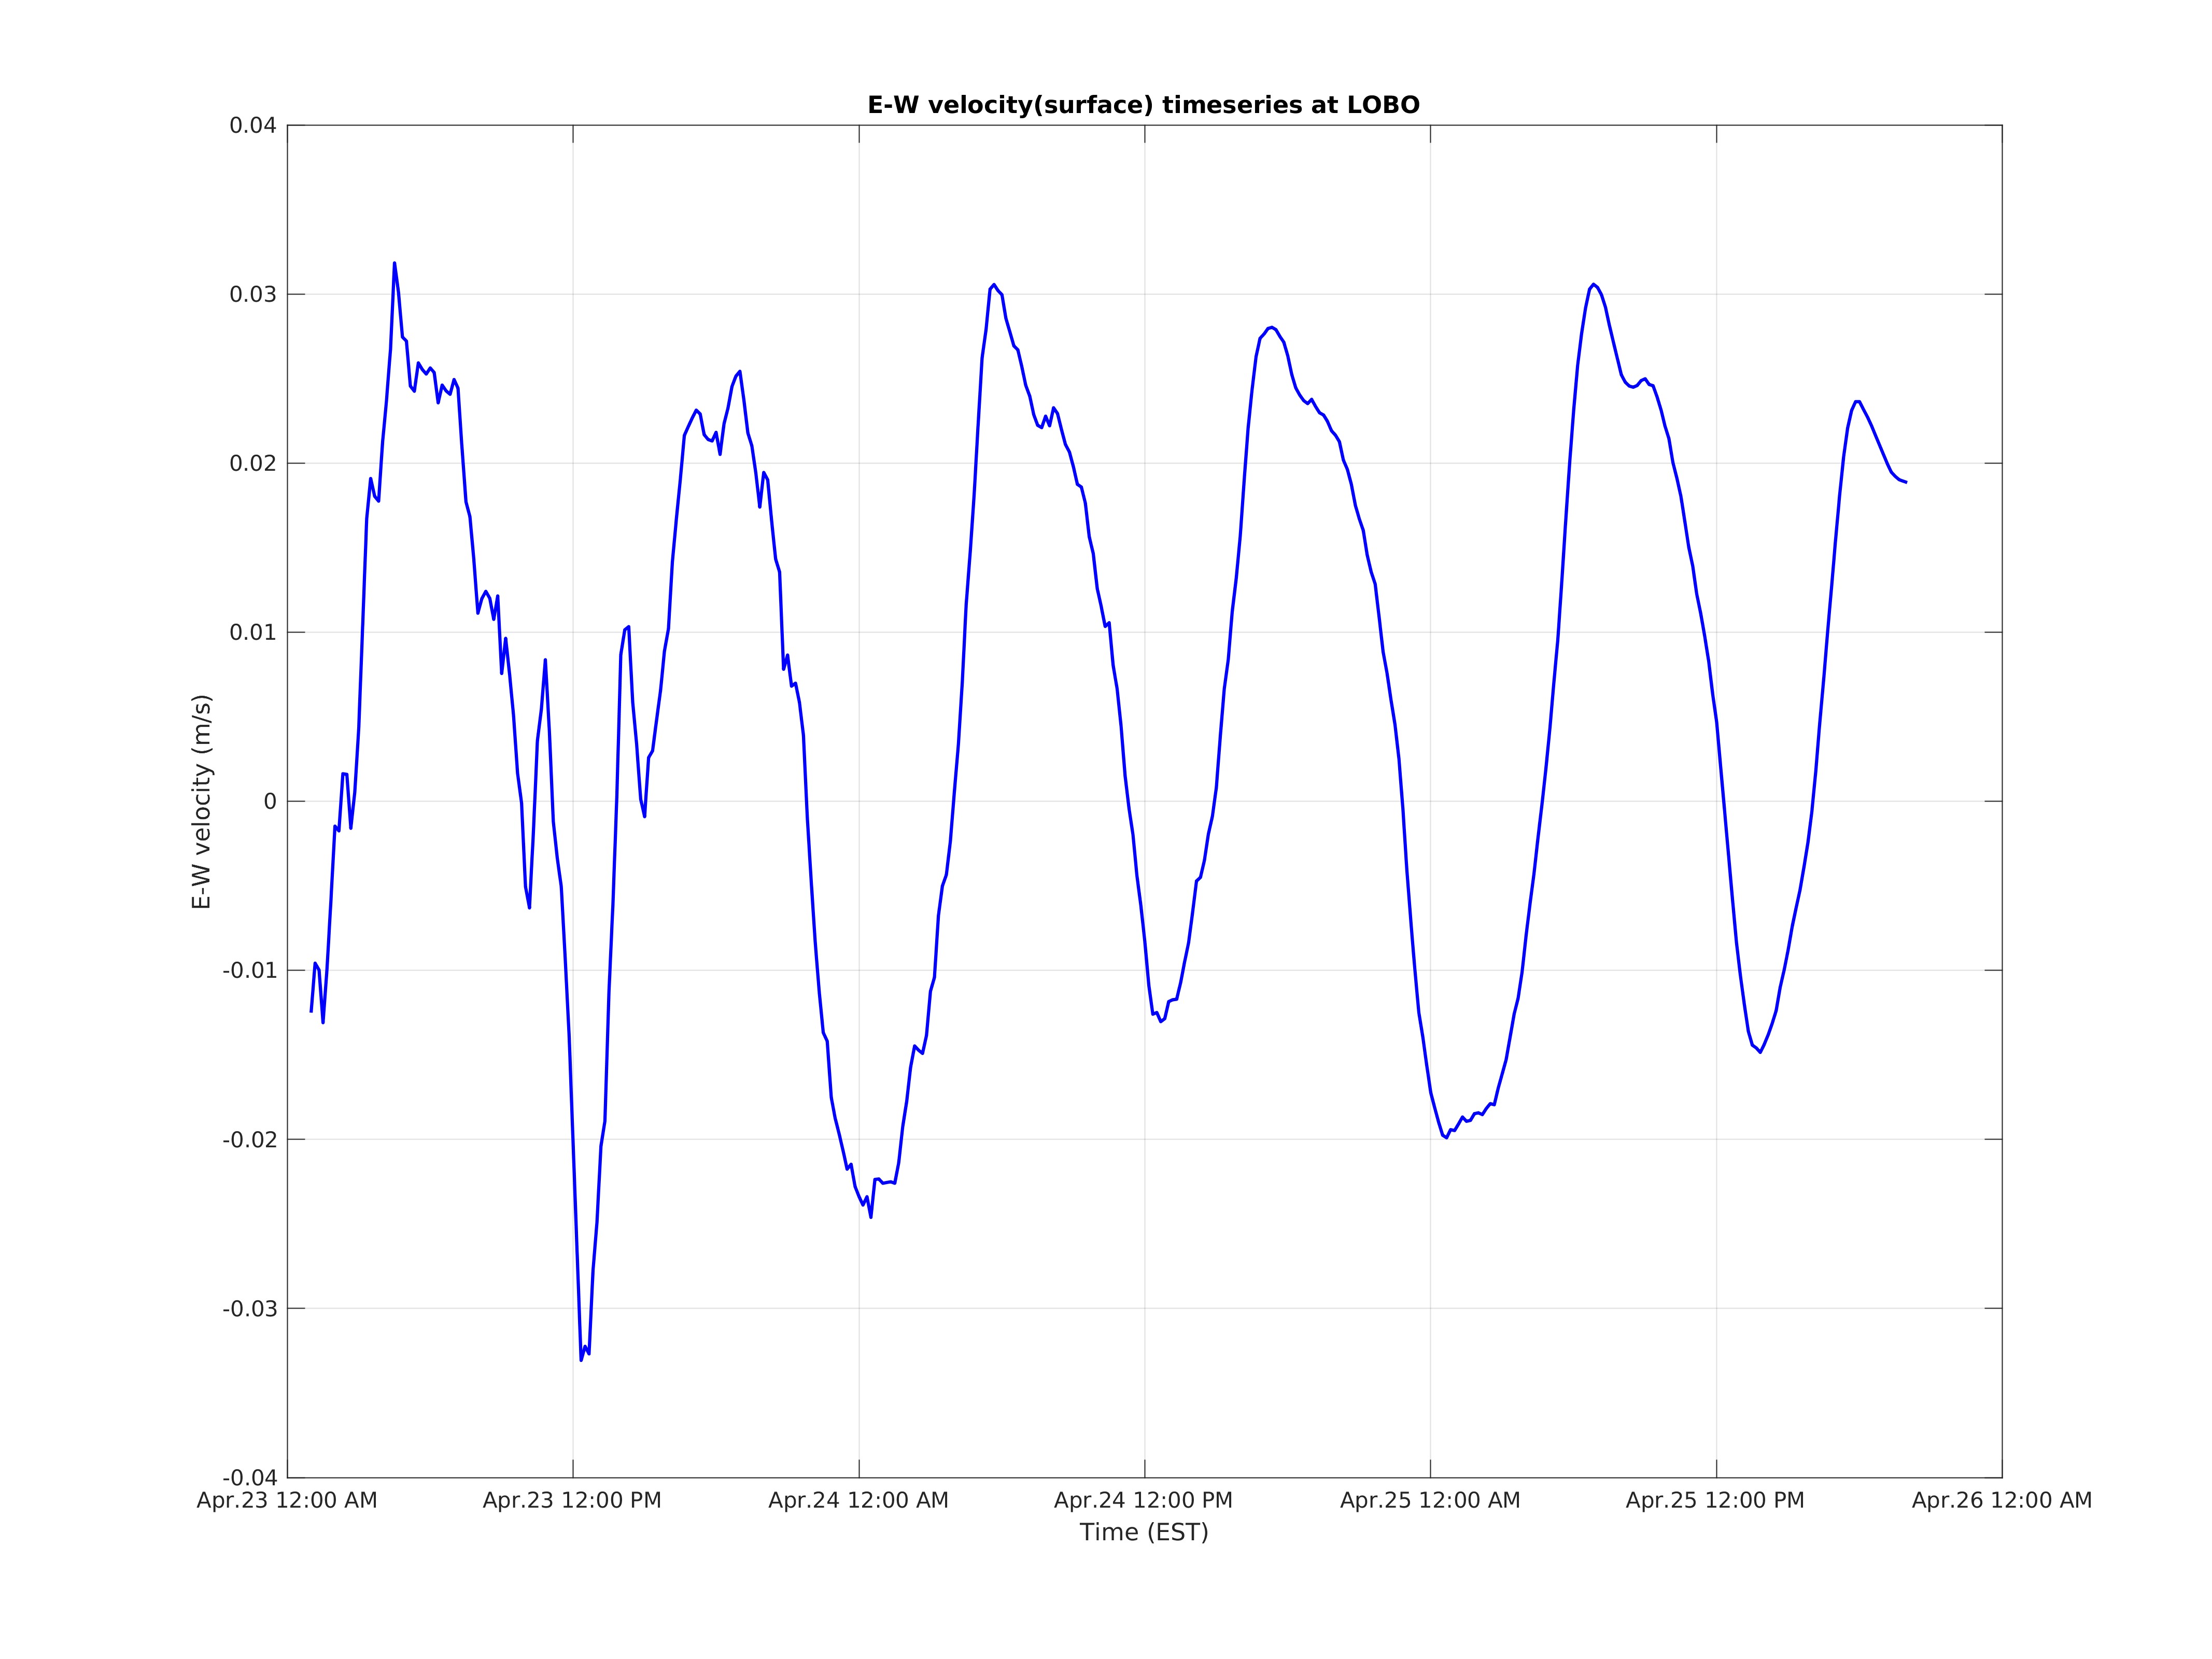 E-W velocity(surface) timeseries at LOBO
0.04
0.03
0.02
0.01
0
-0.01
-0.02
-0.03
-0.04
E-W velocity (m/s)
Apr.23 12:00 AM
Apr.23 12:00 PM
Apr.24 12:00 AM
Apr.24 12:00 PM
Apr.25 12:00 AM
Apr.25 12:00 PM
Apr.26 12:00 AM
Time (EST)